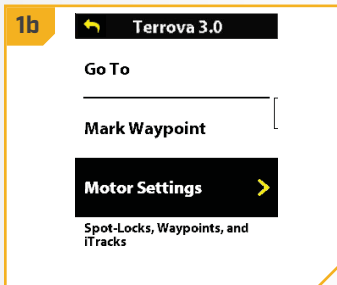 1b
Terrova 3.0
Go To
Mark Waypoint
Motor Settings
Spot-Locks, Waypoints, and
iTracks